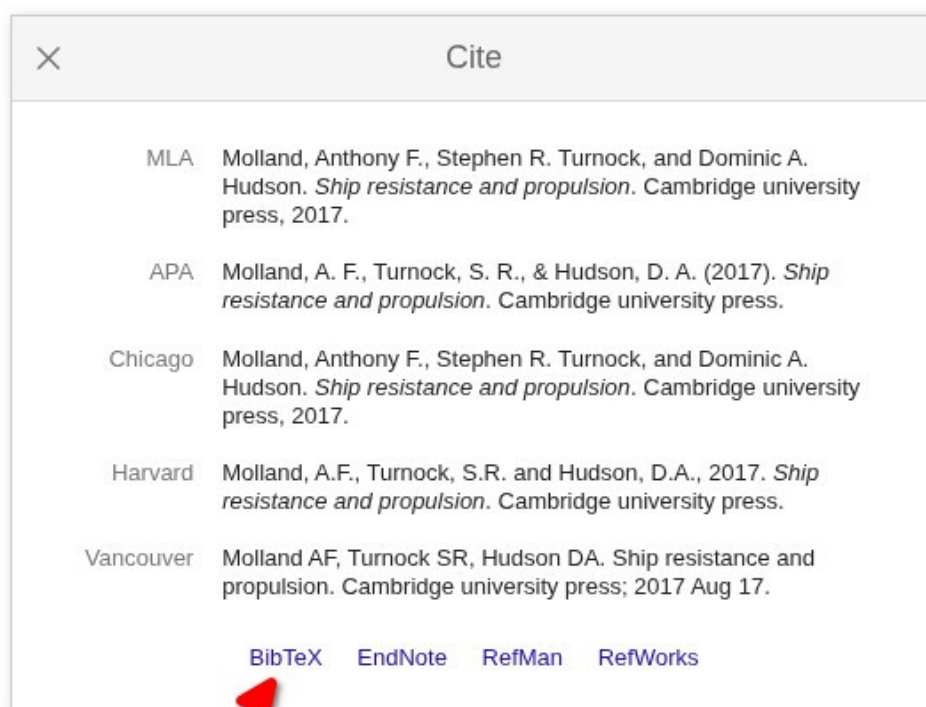 Cite
MLA Molland, Anthony F., Stephen R. Turnock, and Dominic A.
Hudson. Ship resistance and propulsion. Cambridge university
press, 2017.
APA Molland, A. F., Turnock, S. R., & Hudson, D. A. (2017). Ship
resistance and propulsion. Cambridge university press.
Chicago Molland, Anthony F., Stephen R. Turnock, and Dominic A.
Hudson. Ship resistance and propulsion. Cambridge university
press, 2017.
Harvard Molland, A.F., Turnock, S.R. and Hudson, D.A., 2017. Ship
resistance and propulsion. Cambridge university press.
Vancouver Molland AF, Turnock SR, Hudson DA. Ship resistance and
propulsion. Cambridge university press; 2017 Aug 17.
BibTeX EndNote RefMan RefWorks